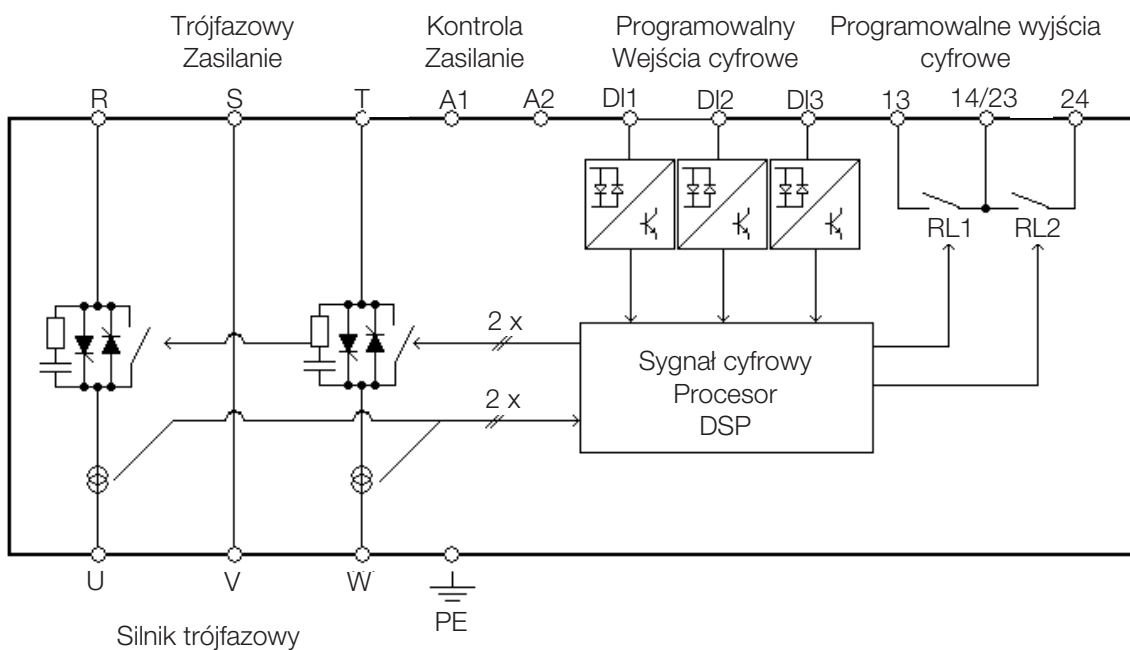 Trójfazowy
Zasilanie
Kontrola
Zasilanie
Programowalny
Wejścia cyfrowe
Programowalne wyjścia
cyfrowe
R S T A1 A2 DI1 DI2 DI3 13 14/23 24
RL1 RL2
2 x
Sygnał cyfrowy
Procesor
DSP
2 x
U V W
PE
Silnik trójfazowy